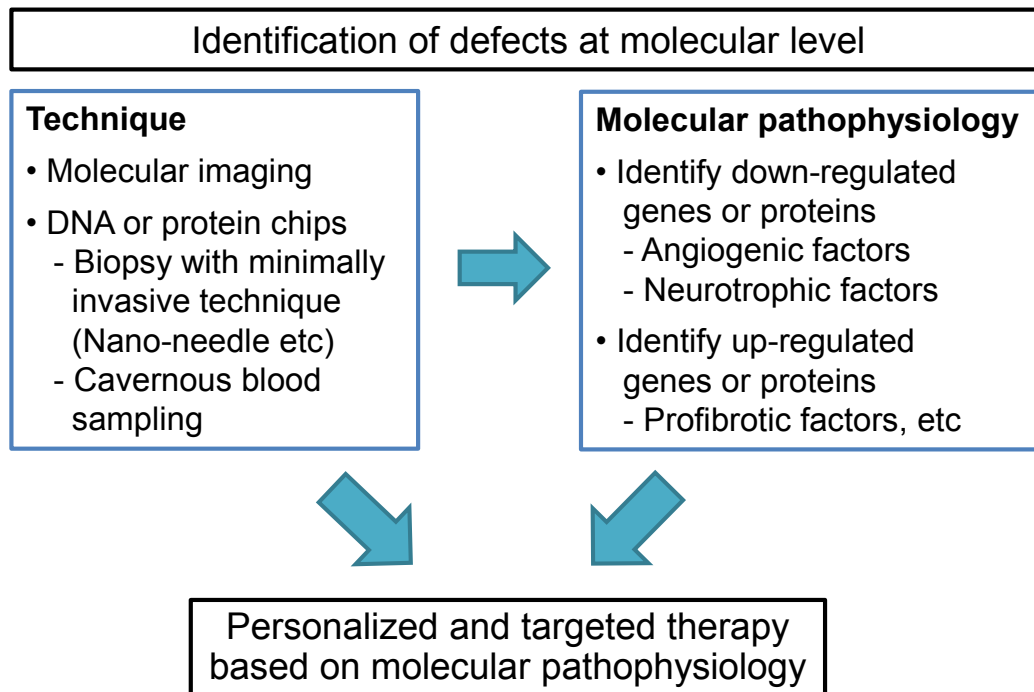 Identification of defects at molecular level
Technique
• Molecular imaging
• DNA or protein chips
- Biopsy with minimally
invasive technique
(Nano-needle etc)
- Cavernous blood
sampling
Molecular pathophysiology
• Identify down-regulated
genes or proteins
- Angiogenic factors
- Neurotrophic factors
• Identify up-regulated
genes or proteins
- Profibrotic factors, etc
Personalized and targeted therapy
based on molecular pathophysiology